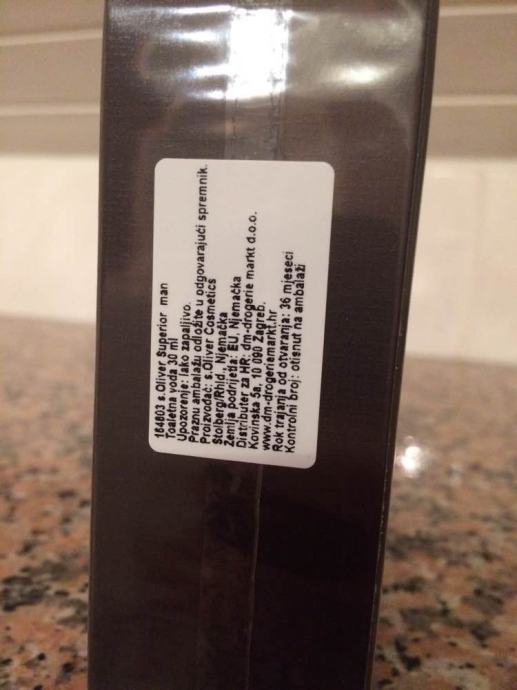 164803 s.Oliver Superior man
Toaletna voda 30 ml
Upozorenje: lako zapaljivo.
Praznu ambalažu odložite u odgovarajući spremnik.
Proizvođač: s.Oliver Cosmetics
Stolberg/Rhld., Njemačka
Zemlja podrijetla: EU, Njemačka
Distributer za HR: dm-drogerie markt d.o.o.
Kovinska 5a, 10 090 Zagreb.
www.dm-drogeriemarkt.hr
Rok trajanja od otvaranja: 36 mjeseci
Kontrolni broj: otisnut na ambalaži